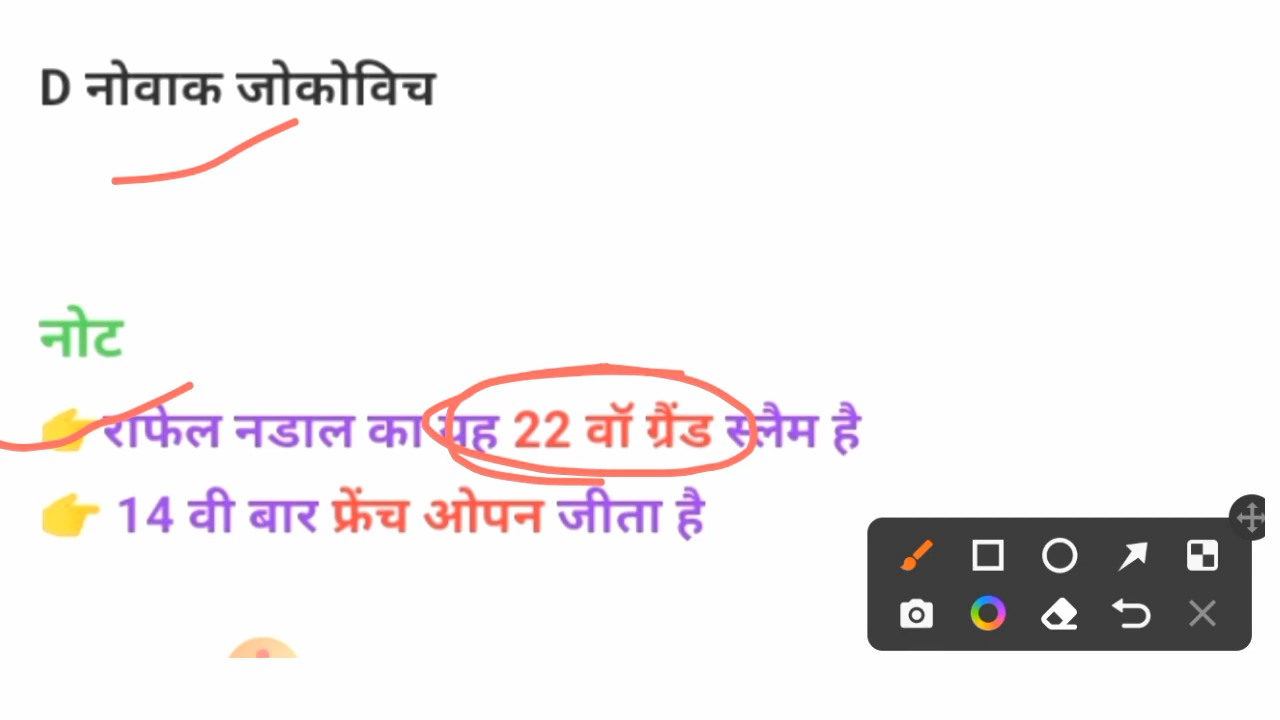 D नोवाक जोकोविच
नोट
👉राफेल नडाल का यह 22 वॉ ग्रैंड स्लैम है
👉 14 वी बार फ्रेंच ओपन जीता है